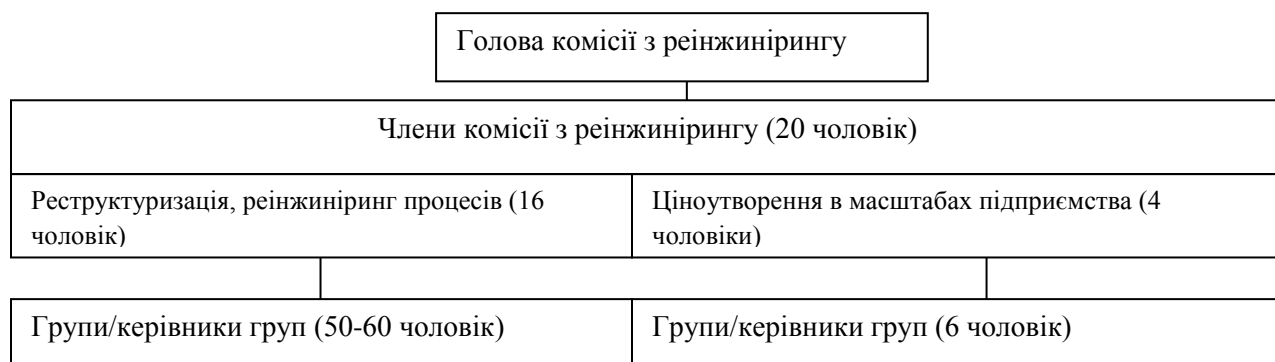 Голова комісії з реінжинірингу
Члени комісії з реінжинірингу (20 чоловік)
Реструктуризація, реінжиніринг процесів (16
чоловік)
Ціноутворення в масштабах підприємства (4
чоловіки)
Групи/керівники груп (50-60 чоловік)
Групи/керівники груп (6 чоловік)